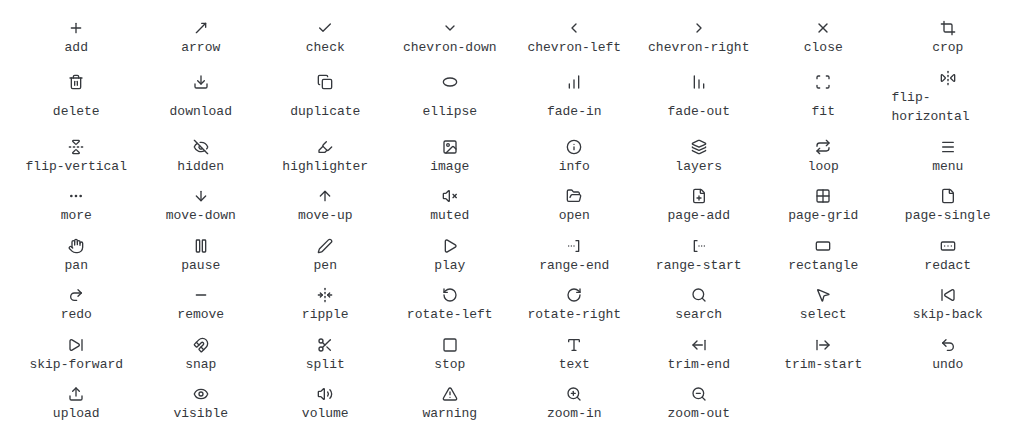 add arrow check chevron-down chevron-left chevron-right close crop
delete download duplicate ellipse fade-in fade-out fit flip-
horizontal
flip-vertical hidden highlighter image info layers loop menu
more move-down move-up muted open page-add page-grid page-single
pan pause pen play range-end range-start rectangle redact
redo remove ripple rotate-left rotate-right search select skip-back
skip-forward snap split stop text trim-end trim-start undo
upload visible volume warning zoom-in zoom-out